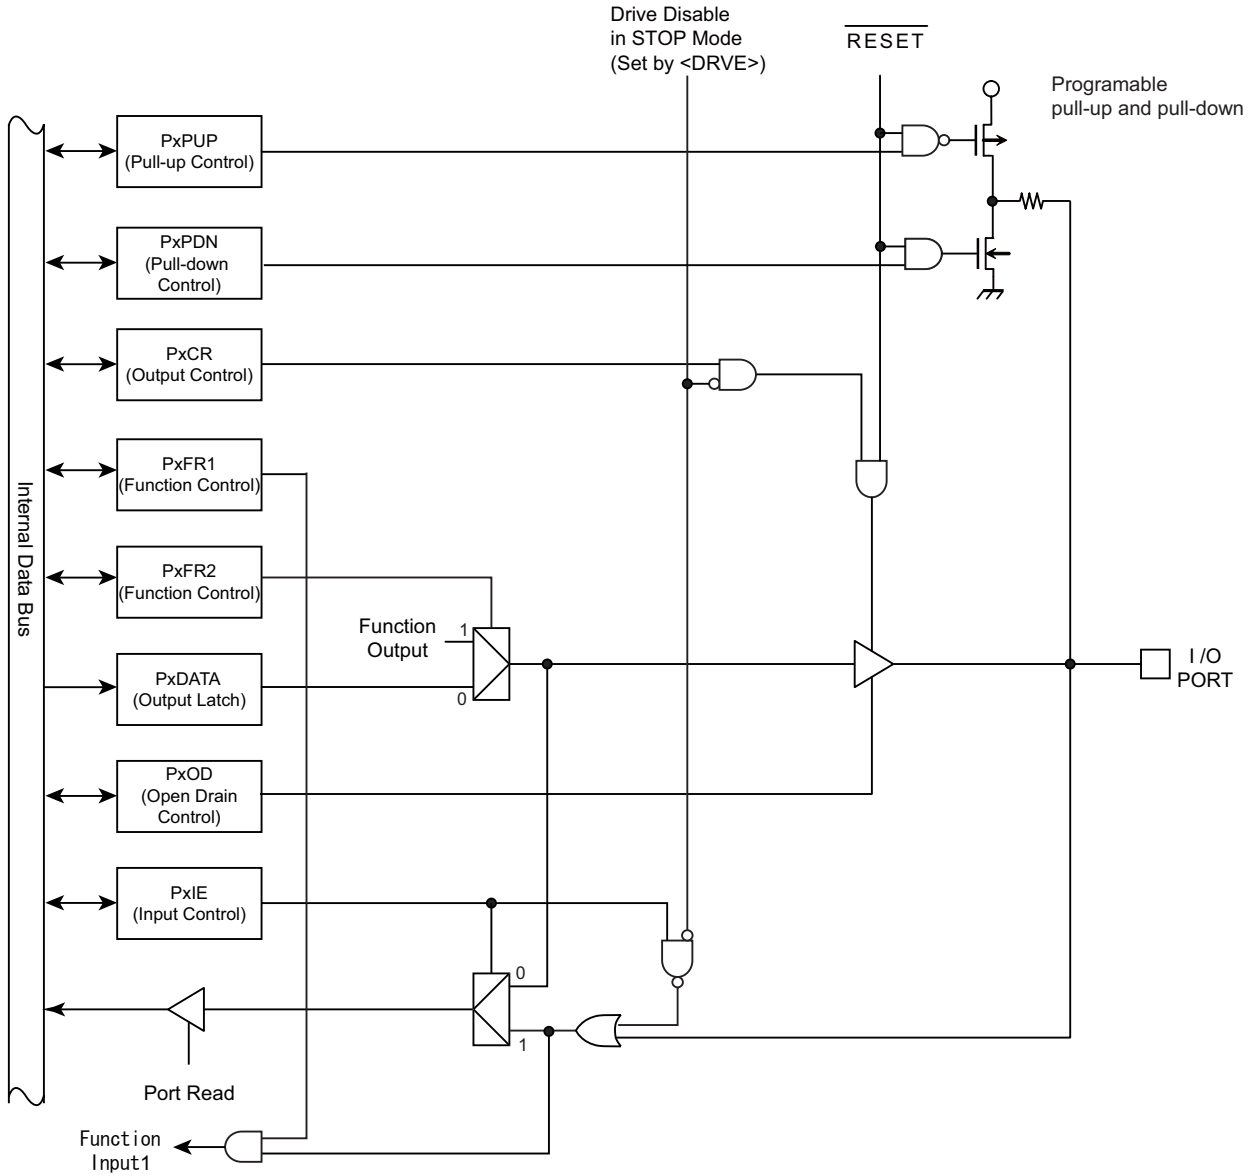 Drive Disable
in STOP Mode
(Set by <DRVE>)
RESET
Programable
pull-up and pull-down
PxPUP
(Pull-up Control)
PxPDN
(Pull-down
Control)
PxCR
(Output Control)
PxFR1
(Function Control)
Internal Data Bus
PxFR2
(Function Control)
Function
Output
1
0
PxDATA
(Output Latch)
I/O
PORT
PxOD
(Open Drain
Control)
PxIE
(Input Control)
0
1
Port Read
Function
Input1